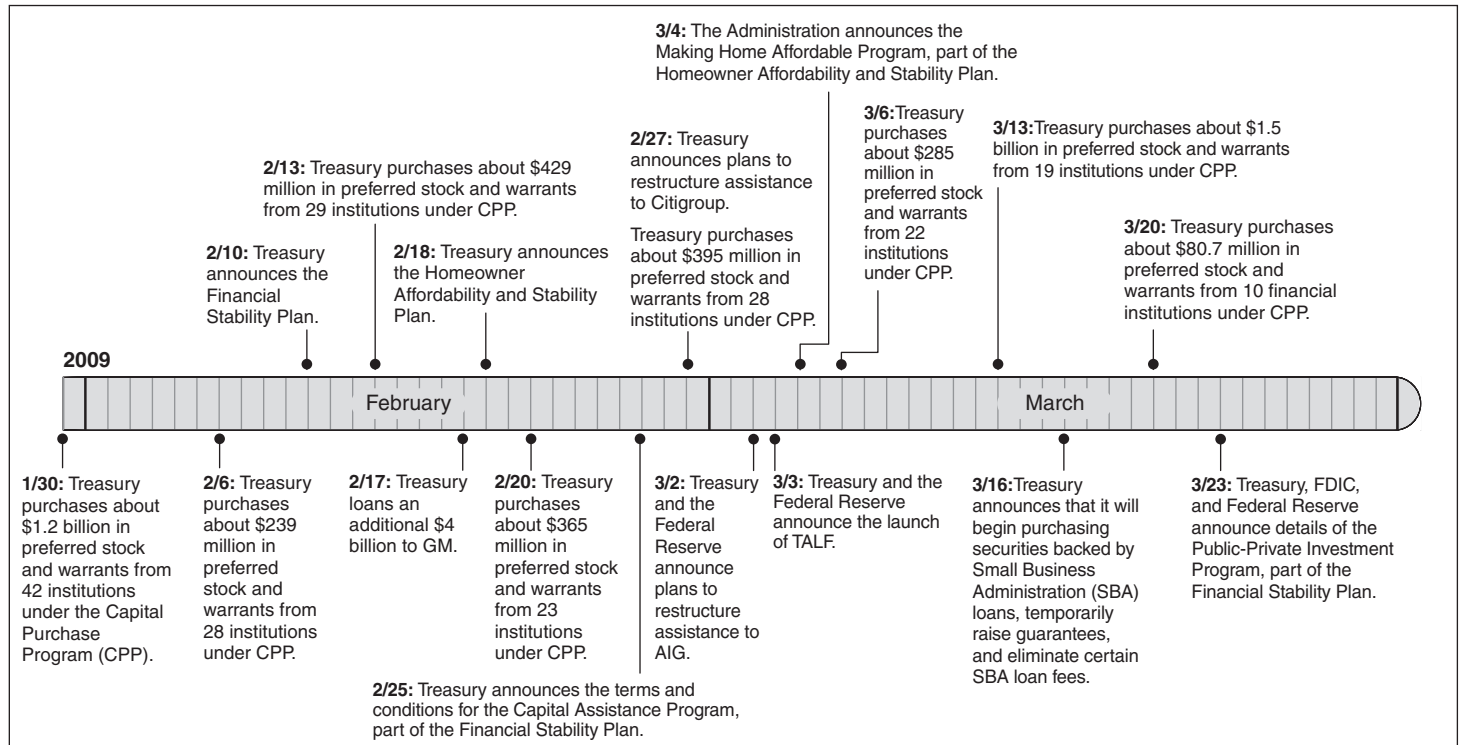 3/4: The Administration announces the
Making Home Affordable Program, part of the
Homeowner Affordability and Stability Plan.
3/6:Treasury
purchases
about $285
million in
preferred stock
and warrants
from 22
institutions
under CPP.
3/13:Treasury purchases about $1.5
billion in preferred stock and warrants
from 19 institutions under CPP.
2/27: Treasury
announces plans to
restructure assistance
to Citigroup.
Treasury purchases
about $395 million in
preferred stock and
warrants from 28
institutions under CPP.
2/13: Treasury purchases about $429
million in preferred stock and warrants
from 29 institutions under CPP.
2/10: Treasury
announces the
Financial
Stability Plan.
2/18: Treasury announces
the Homeowner
Affordability and Stability
Plan.
3/20: Treasury purchases
about $80.7 million in
preferred stock and
warrants from 10 financial
institutions under CPP.
2009
February
March
1/30: Treasury
purchases about
$1.2 billion in
preferred stock
and warrants from
42 institutions
under the Capital
Purchase
Program (CPP).
2/6: Treasury
purchases
about $239
million in
preferred
stock and
warrants from
28 institutions
under CPP.
2/17: Treasury
loans an
additional $4
billion to GM.
2/20: Treasury
purchases
about $365
million in
preferred stock
and warrants
from 23
institutions
under CPP.
2/25: Treasury announces the terms and
conditions for the Capital Assistance Program,
part of the Financial Stability Plan.
3/2: Treasury
and the
Federal
Reserve
announce
plans to
restructure
assistance to
AIG.
3/3: Treasury and the
Federal Reserve
announce the launch
of TALF.
3/16:Treasury
announces that it will
begin purchasing
securities backed by
Small Business
Administration (SBA)
loans, temporarily
raise guarantees,
and eliminate certain
SBA loan fees.
3/23: Treasury, FDIC,
and Federal Reserve
announce details of the
Public-Private Investment
Program, part of the
Financial Stability Plan.